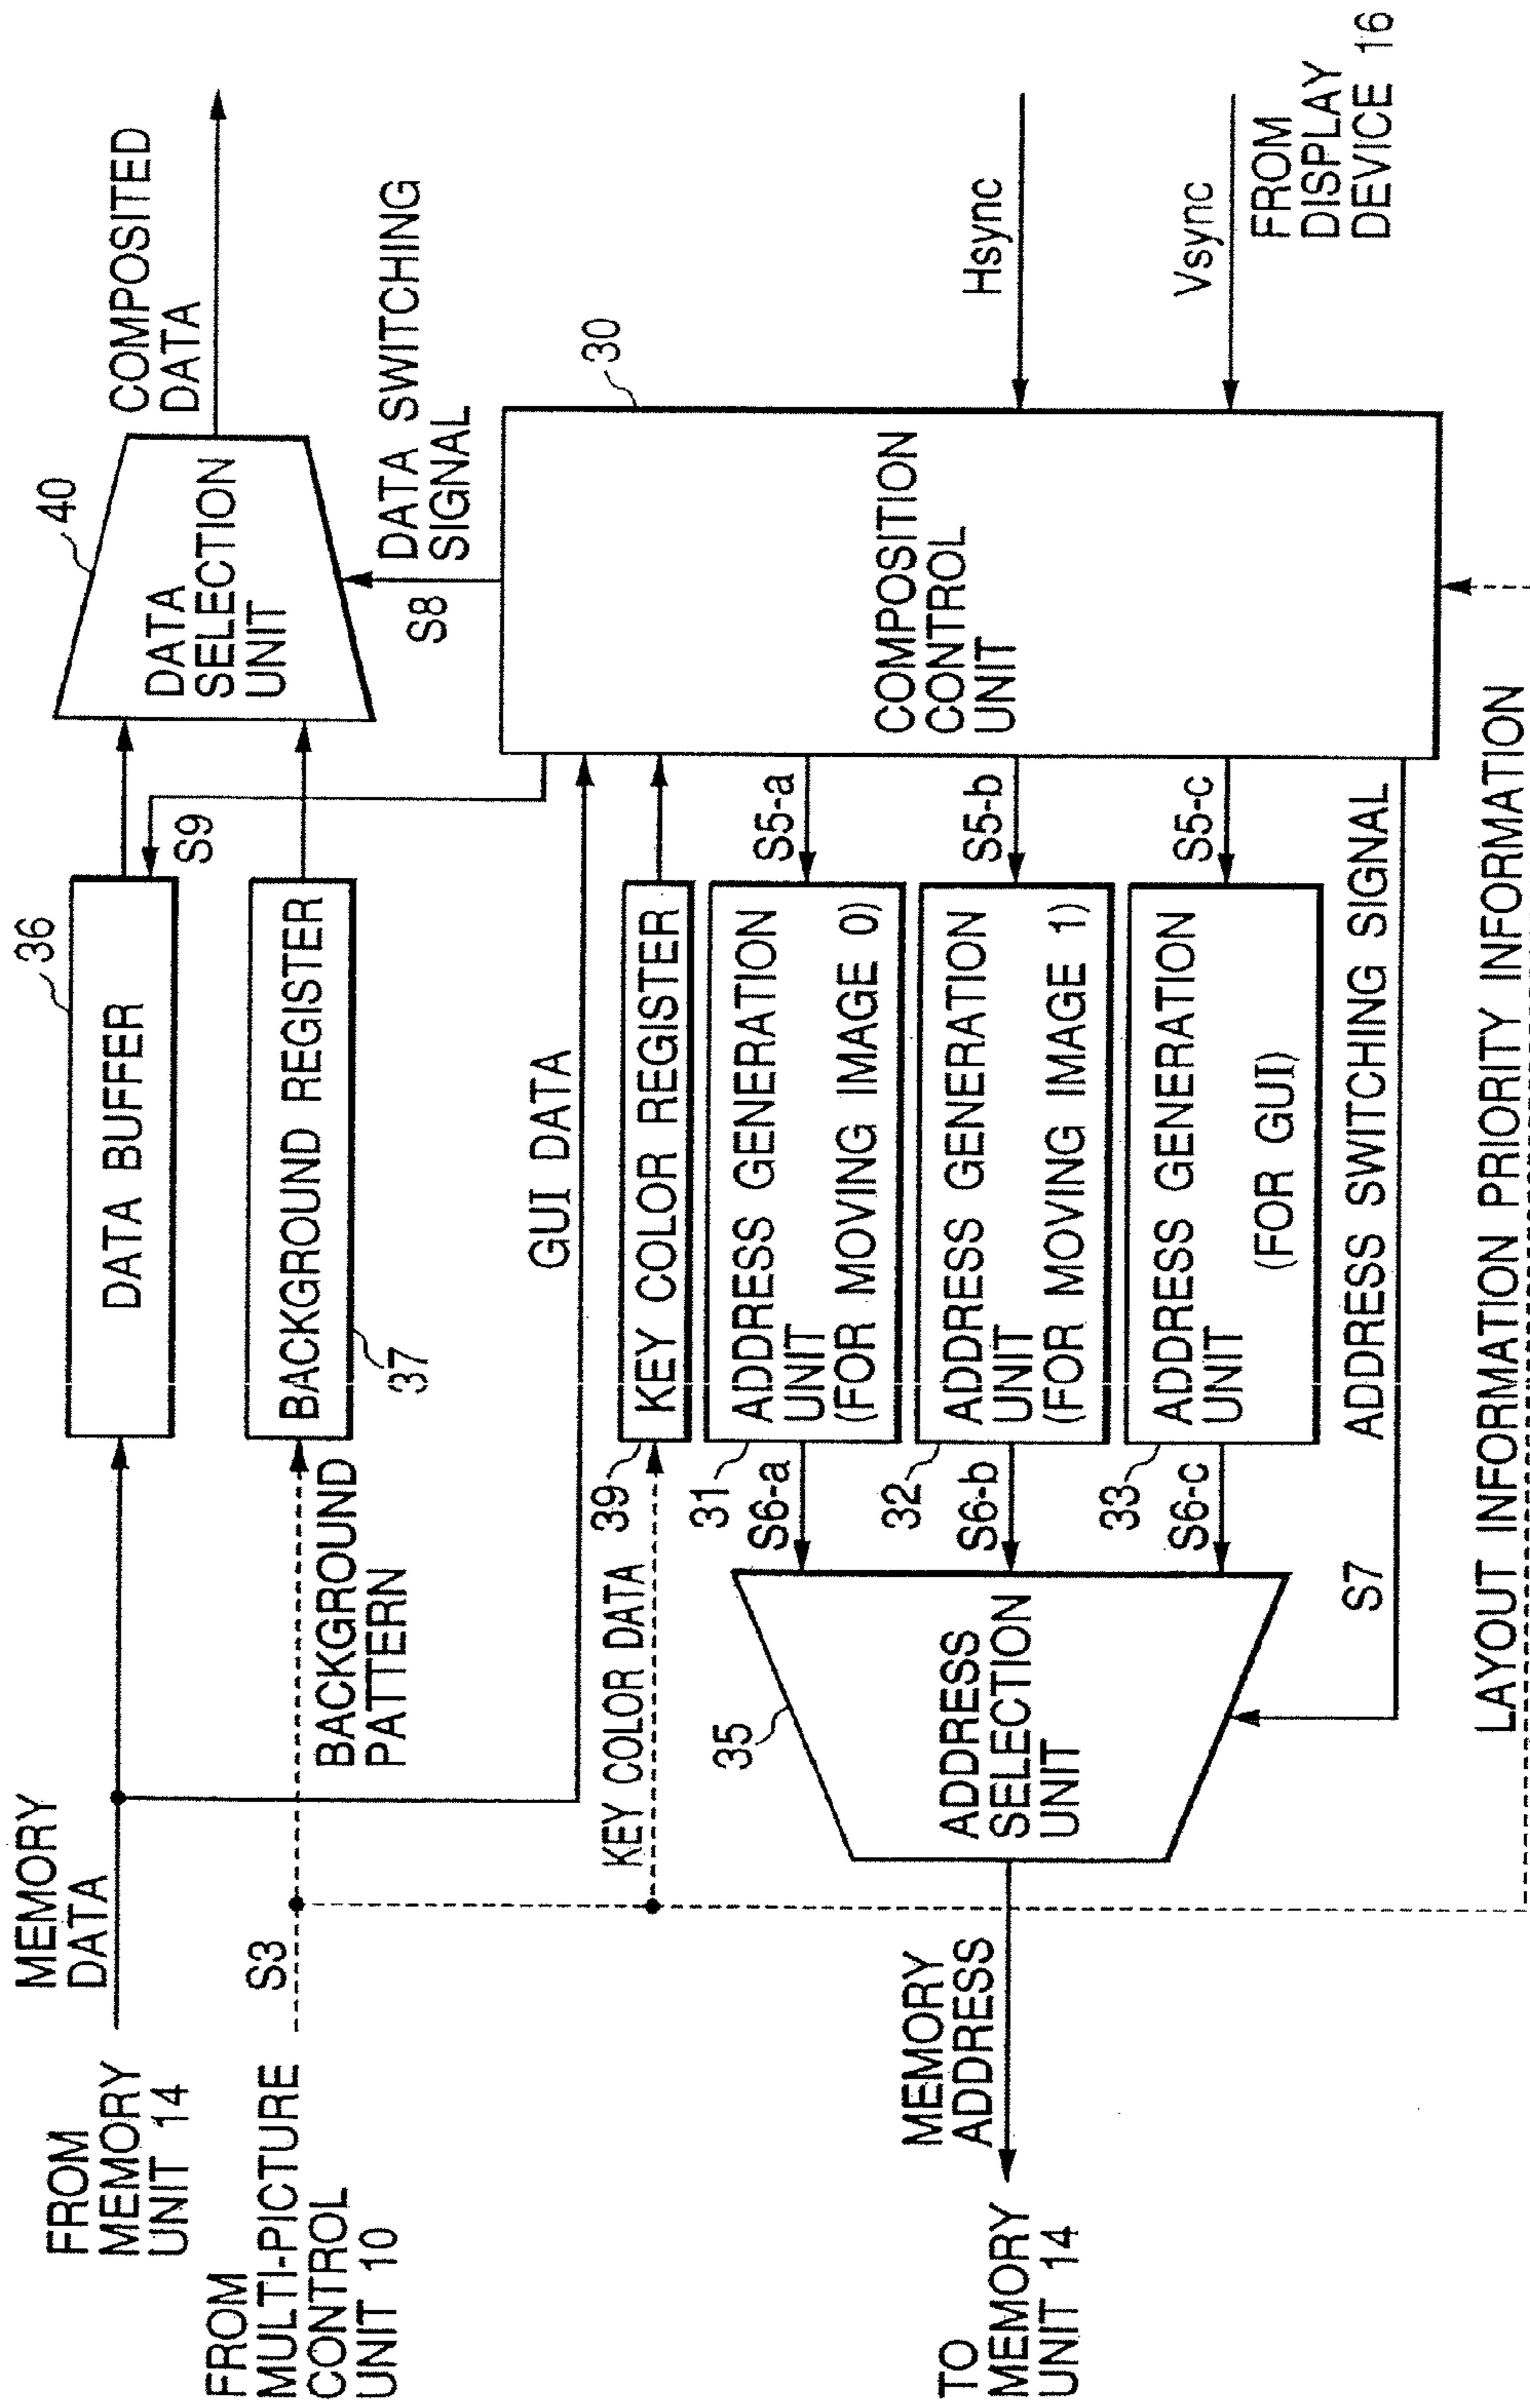 FROM
MEMORY
UNIT 14
MEMORY
DATA
36
DATA BUFFER
S9
40
DATA
SELECTION
UNIT
COMPOSITED
DATA
FROM
MULTI-PICTURE
CONTROL
UNIT 10
S3
BACKGROUND
PATTERN
BACKGROUND REGISTER
37
S8
DATA SWITCHING
SIGNAL
GUI DATA
30
COMPOSITION
CONTROL
UNIT
KEY COLOR DATA
39
KEY COLOR REGISTER
31
S6-a
ADDRESS GENERATION
UNIT
(FOR MOVING IMAGE 0)
S5-a
32
S6-b
ADDRESS GENERATION
UNIT
(FOR MOVING IMAGE 1)
S5-b
33
S6-c
ADDRESS GENERATION
UNIT
(FOR GUI)
S5-c
35
ADDRESS
SELECTION
UNIT
Hsync
Vsync
FROM
DISPLAY
DEVICE 16
TO
MEMORY
UNIT 14
MEMORY
ADDRESS
S7
ADDRESS SWITCHING SIGNAL
LAYOUT INFORMATION PRIORITY INFORMATION